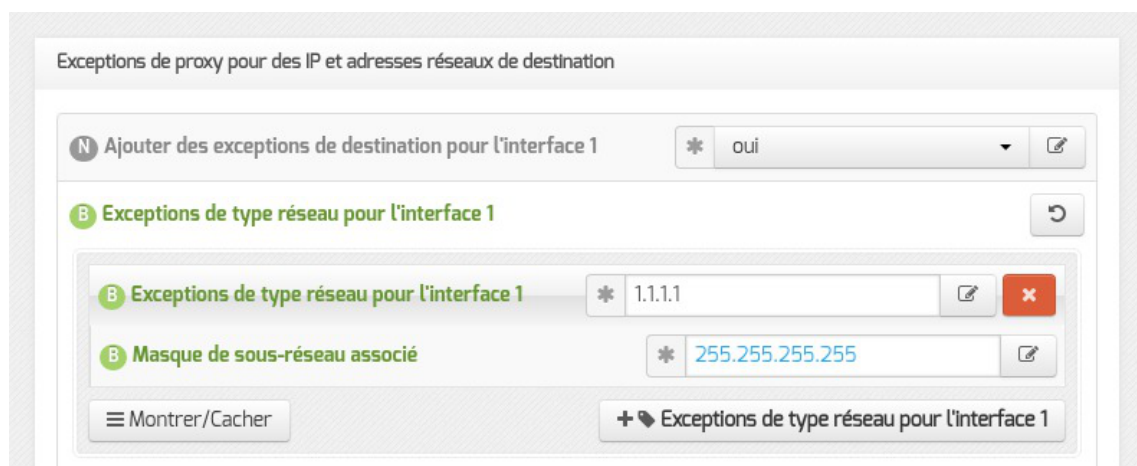 Exceptions de proxy pour des IP et adresses réseaux de destination
N Ajouter des exceptions de destination pour l'interface 1 * oui
B Exceptions de type réseau pour l'interface 1
B Exceptions de type réseau pour l'interface 1 * 1.1.1.1
B Masque de sous-réseau associé * 255.255.255.255
Montrer/Cacher + Exceptions de type réseau pour l'interface 1